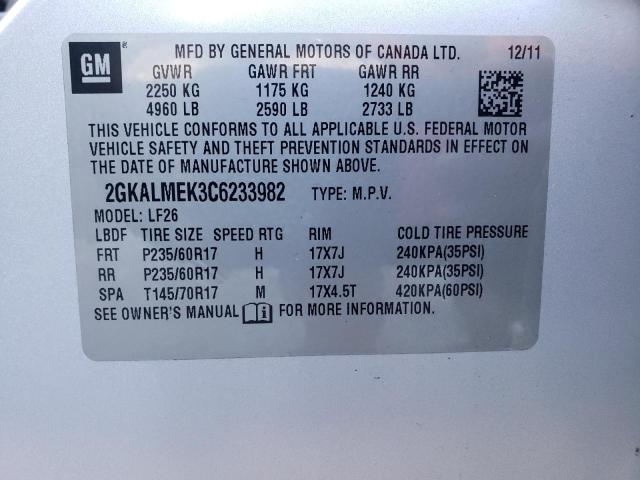 GM ® MFD BY GENERAL MOTORS OF CANADA LTD. 12/11
GVWR GAWR FRT GAWR RR
2250 KG 1175 KG 1240 KG
4960 LB 2590 LB 2733 LB
THIS VEHICLE CONFORMS TO ALL APPLICABLE U.S. FEDERAL MOTOR
VEHICLE SAFETY AND THEFT PREVENTION STANDARDS IN EFFECT ON
THE DATE OF MANUFACTURE SHOWN ABOVE.
2GKALMEK3C6233982 TYPE: M.P.V.
MODEL: LF26
LBDF TIRE SIZE SPEED RTG RIM COLD TIRE PRESSURE
FRT P235/60R17 H 17X7J 240KPA(35PSI)
RR P235/60R17 H 17X7J 240KPA(35PSI)
SPA T145/70R17 M 17X4.5T 420KPA(60PSI)
SEE OWNER'S MANUAL i FOR MORE INFORMATION.